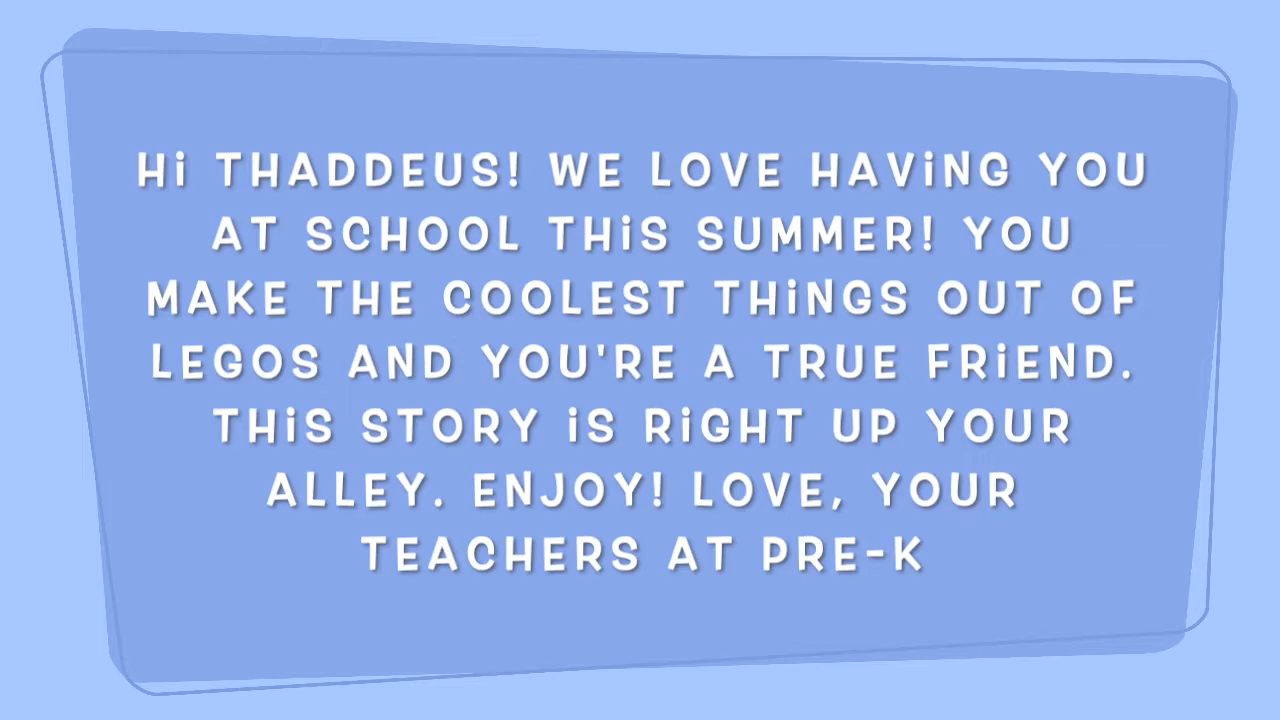 Hi THADDEUS! WE LOVE HAViNG YOU
AT SCHOOL THiS SUMMER! YOU
MAKE THE COOLEST THiNGS OUT OF
LEGOS AND YOU'RE A TRUE FRiEND.
THiS STORY iS RiGHT UP YOUR
ALLEY. ENJOY! LOVE, YOUR
TEACHERS AT PRE-K